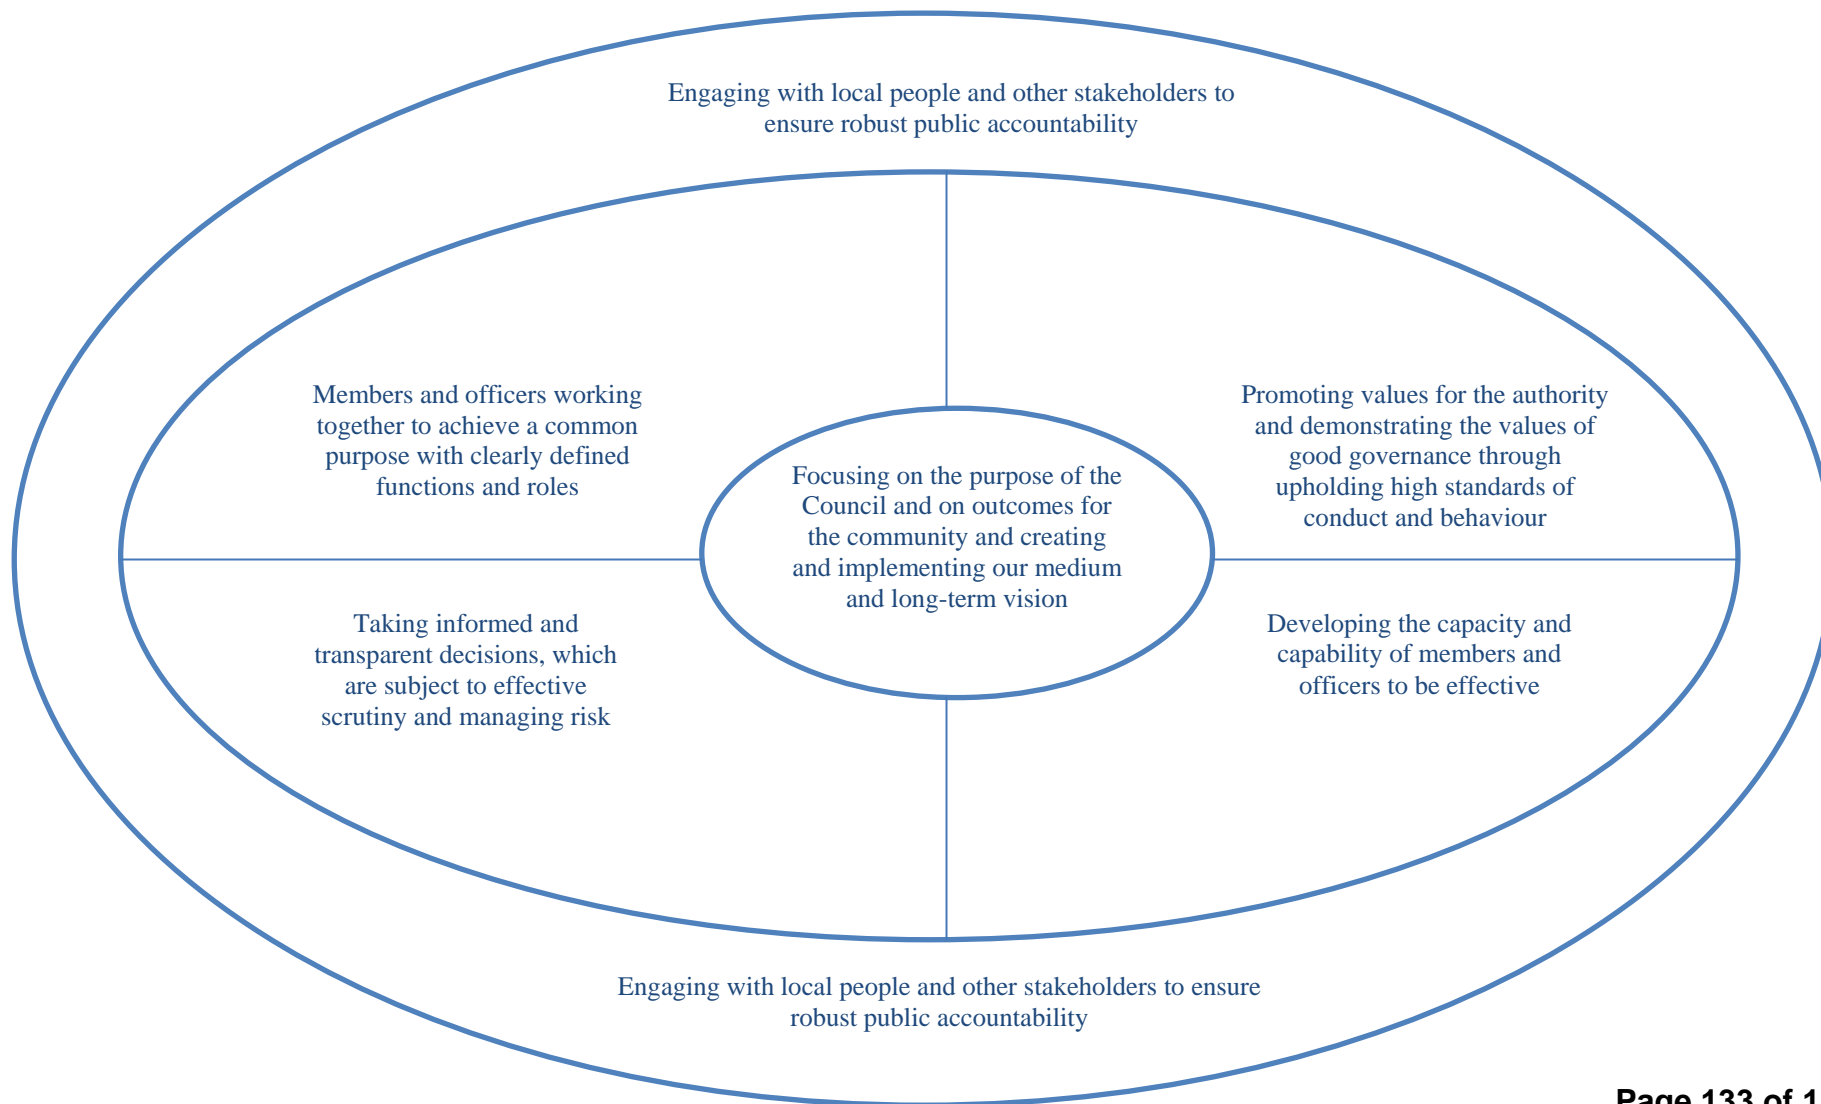 Engaging with local people and other stakeholders to
ensure robust public accountability
Members and officers working
together to achieve a common
purpose with clearly defined
functions and roles
Promoting values for the authority
and demonstrating the values of
good governance through
upholding high standards of
conduct and behaviour
Focusing on the purpose of the
Council and on outcomes for
the community and creating
and implementing our medium
and long-term vision
Taking informed and
transparent decisions, which
are subject to effective
scrutiny and managing risk
Developing the capacity and
capability of members and
officers to be effective
Engaging with local people and other stakeholders to ensure
robust public accountability
Page 133 of 1